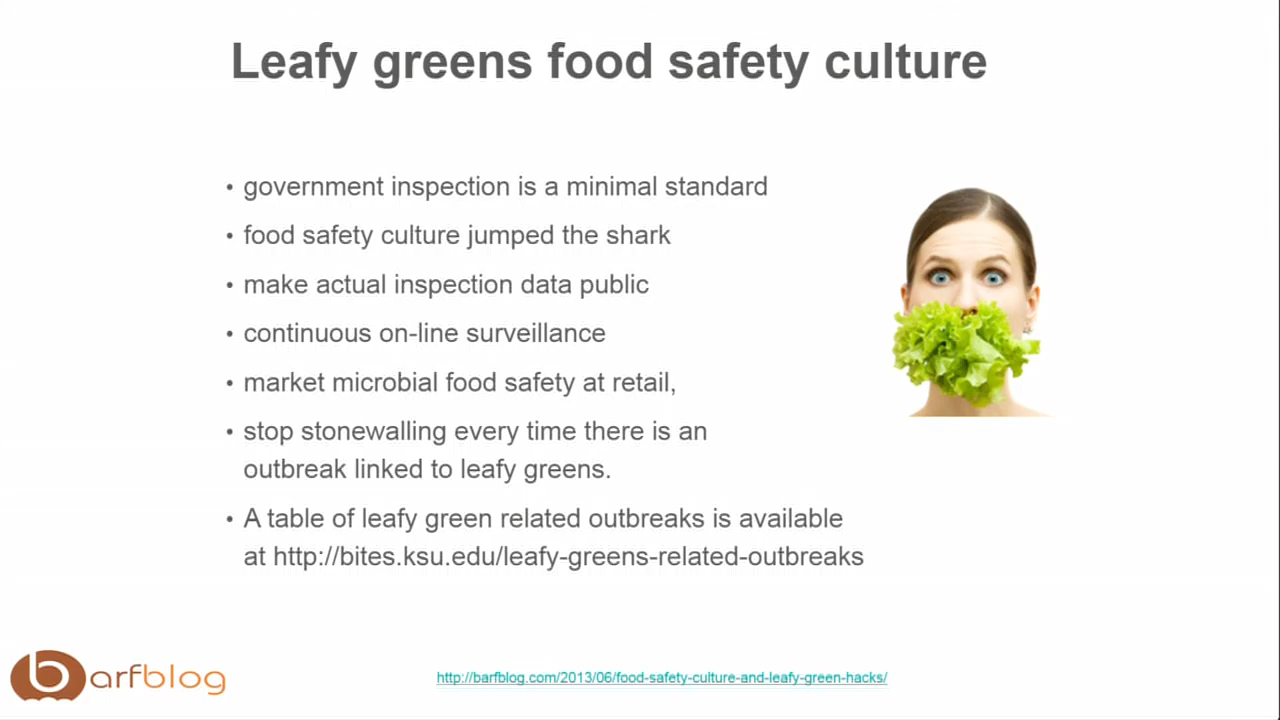 Leafy greens food safety culture
• government inspection is a minimal standard
• food safety culture jumped the shark
• make actual inspection data public
• continuous on-line surveillance
• market microbial food safety at retail,
• stop stonewalling every time there is an
outbreak linked to leafy greens.
• A table of leafy green related outbreaks is available
at http://bites.ksu.edu/leafy-greens-related-outbreaks
barfblog
http://barfblog.com/2013/06/food-safety-culture-and-leafy-green-hacks/